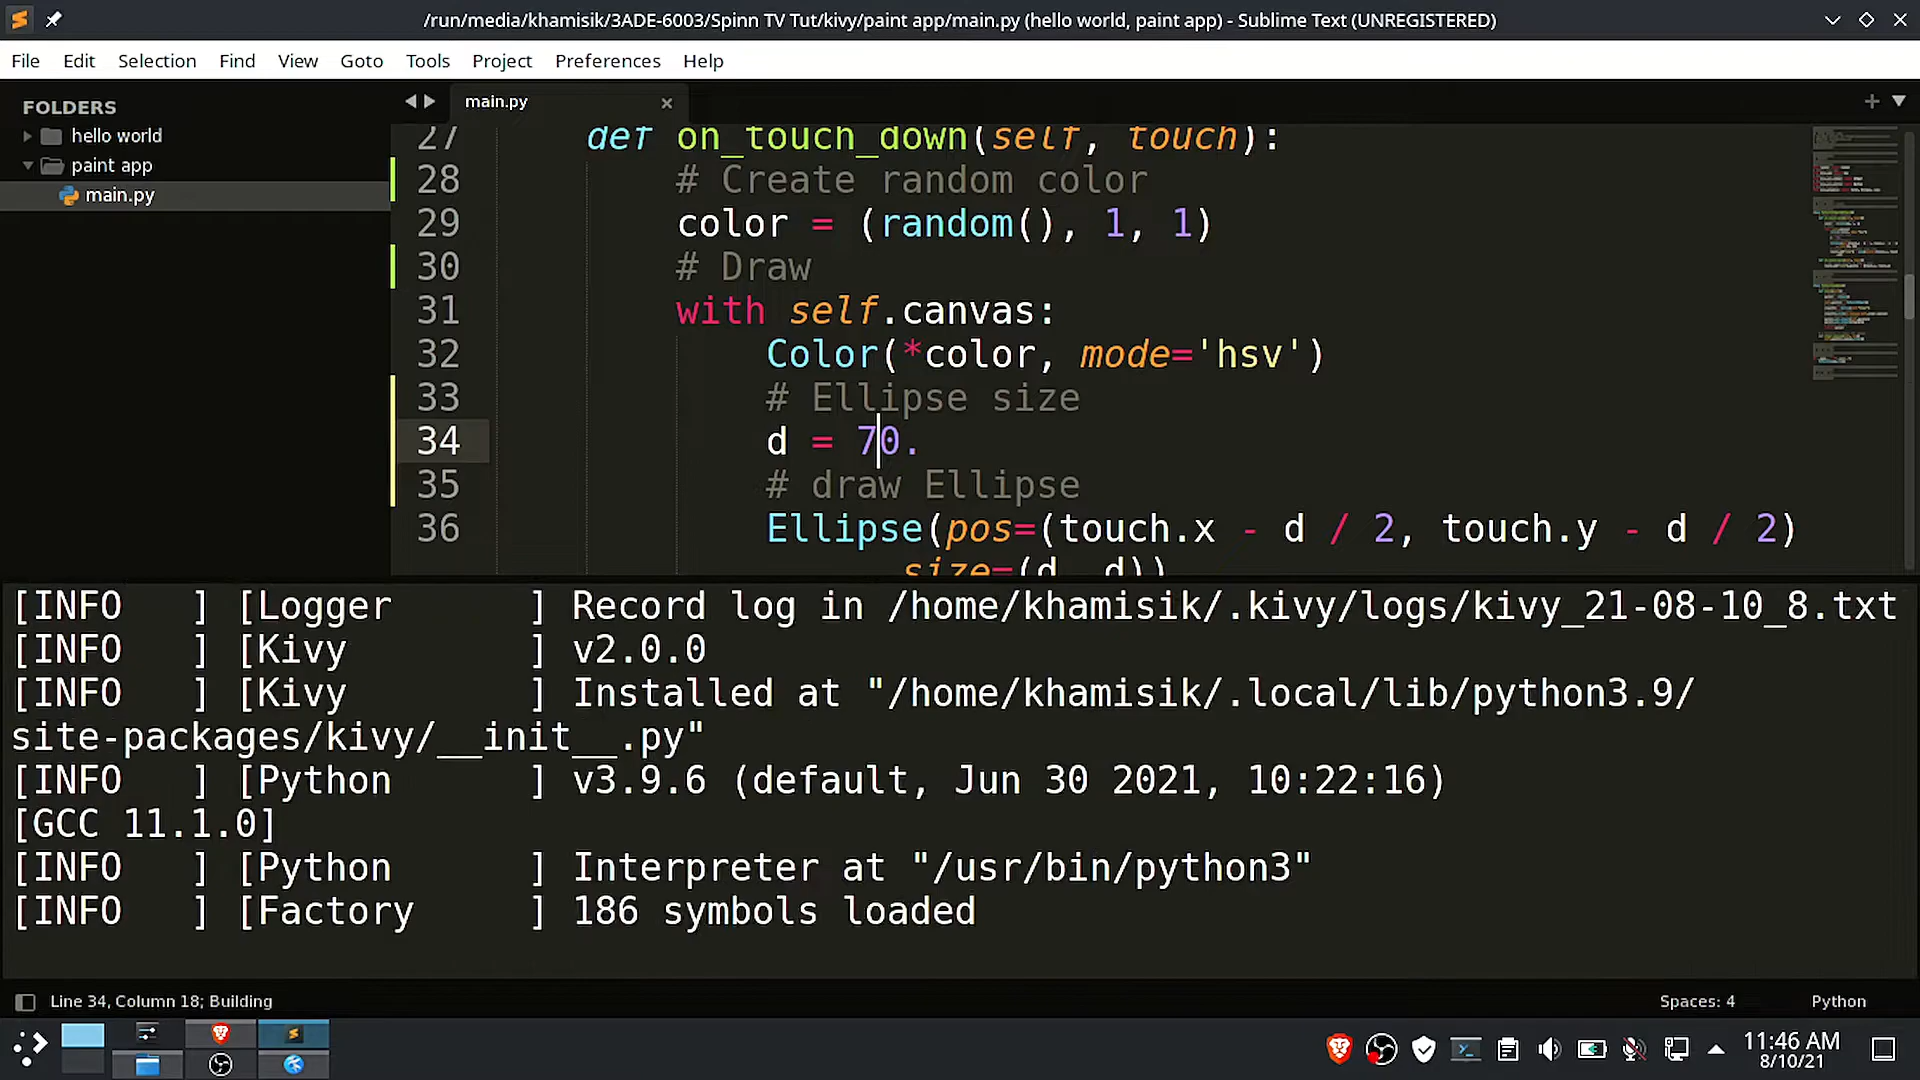 /run/media/khamisik/3ADE-6003/Spinn TV Tut/kivy/paint app/main.py (hello world, paint app) - Sublime Text (UNREGISTERED)
File Edit Selection Find View Goto Tools Project Preferences Help
FOLDERS
hello world
paint app
main.py
main.py
27 def on_touch_down(self, touch):
28 # Create random color
29 color = (random(), 1, 1)
30 # Draw
31 with self.canvas:
32 Color(*color, mode='hsv')
33 # Ellipse size
34 d = 70.
35 # draw Ellipse
36 Ellipse(pos=(touch.x - d / 2, touch.y - d / 2)
size=(d, d))
[INFO   ] [Logger      ] Record log in /home/khamisik/.kivy/logs/kivy_21-08-10_8.txt
[INFO   ] [Kivy        ] v2.0.0
[INFO   ] [Kivy        ] Installed at "/home/khamisik/.local/lib/python3.9/
site-packages/kivy/__init__.py"
[INFO   ] [Python      ] v3.9.6 (default, Jun 30 2021, 10:22:16)
[GCC 11.1.0]
[INFO   ] [Python      ] Interpreter at "/usr/bin/python3"
[INFO   ] [Factory     ] 186 symbols loaded
Line 34, Column 18; Building
Spaces: 4
Python
11:46 AM
8/10/21